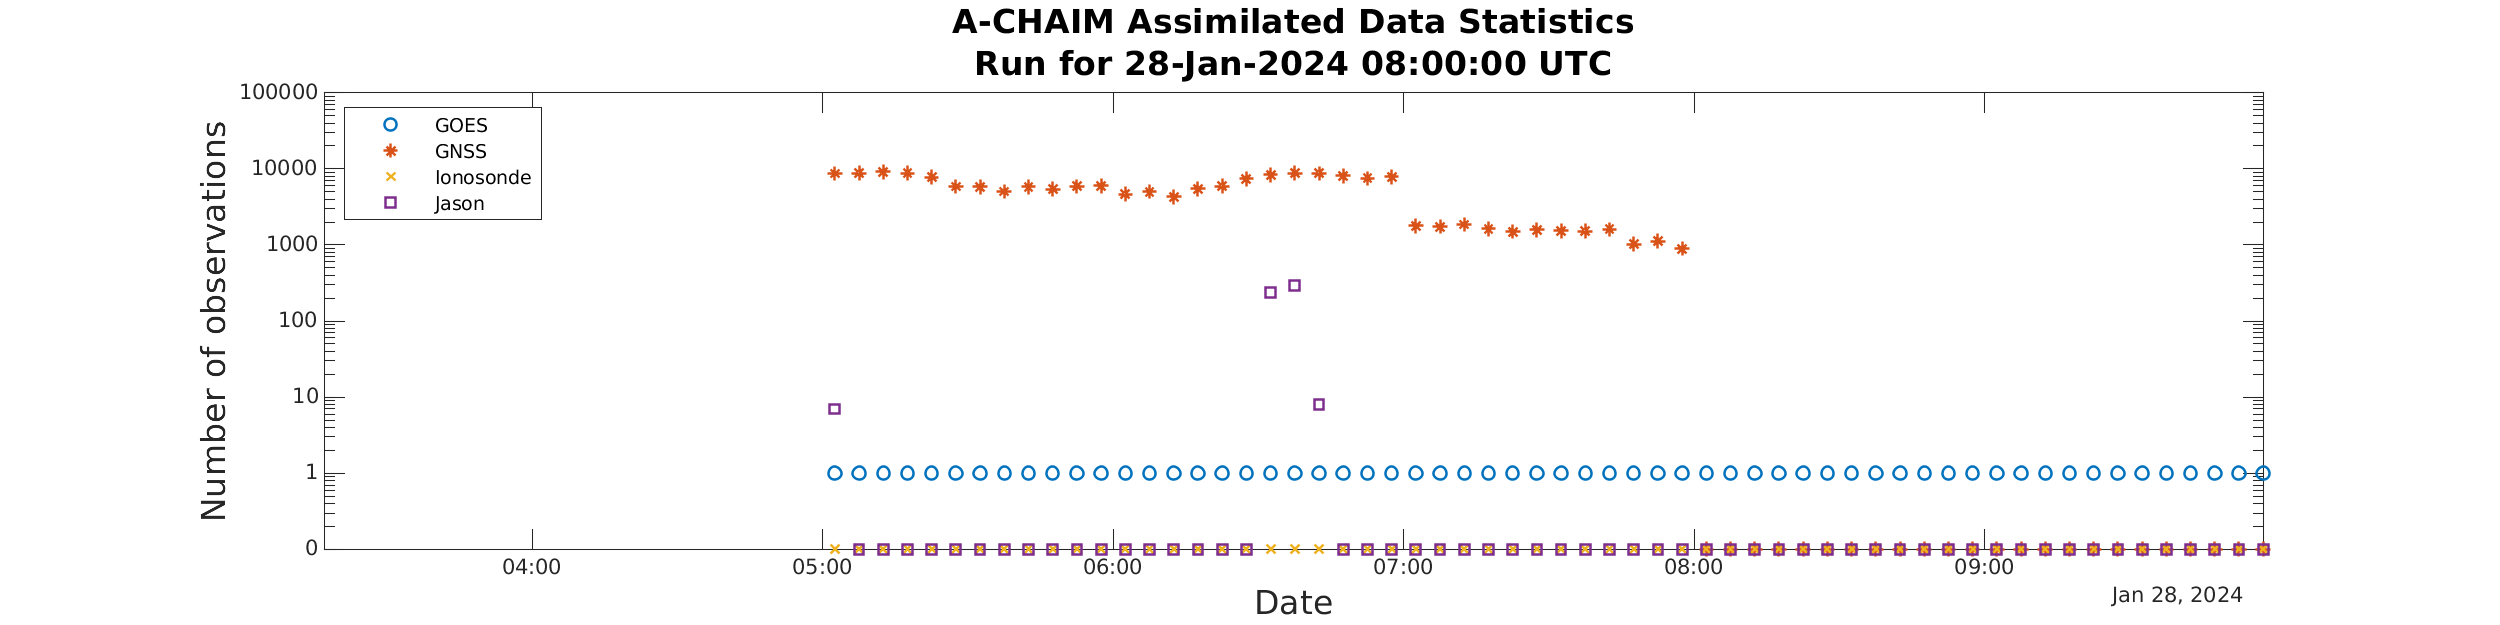 A-CHAIM Assimilated Data Statistics
Run for 28-Jan-2024 08:00:00 UTC
Number of observations
100000
10000
1000
100
10
1
0
GOES
GNSS
Ionosonde
Jason
04:00 05:00 06:00 07:00 08:00 09:00
Date
Jan 28, 2024